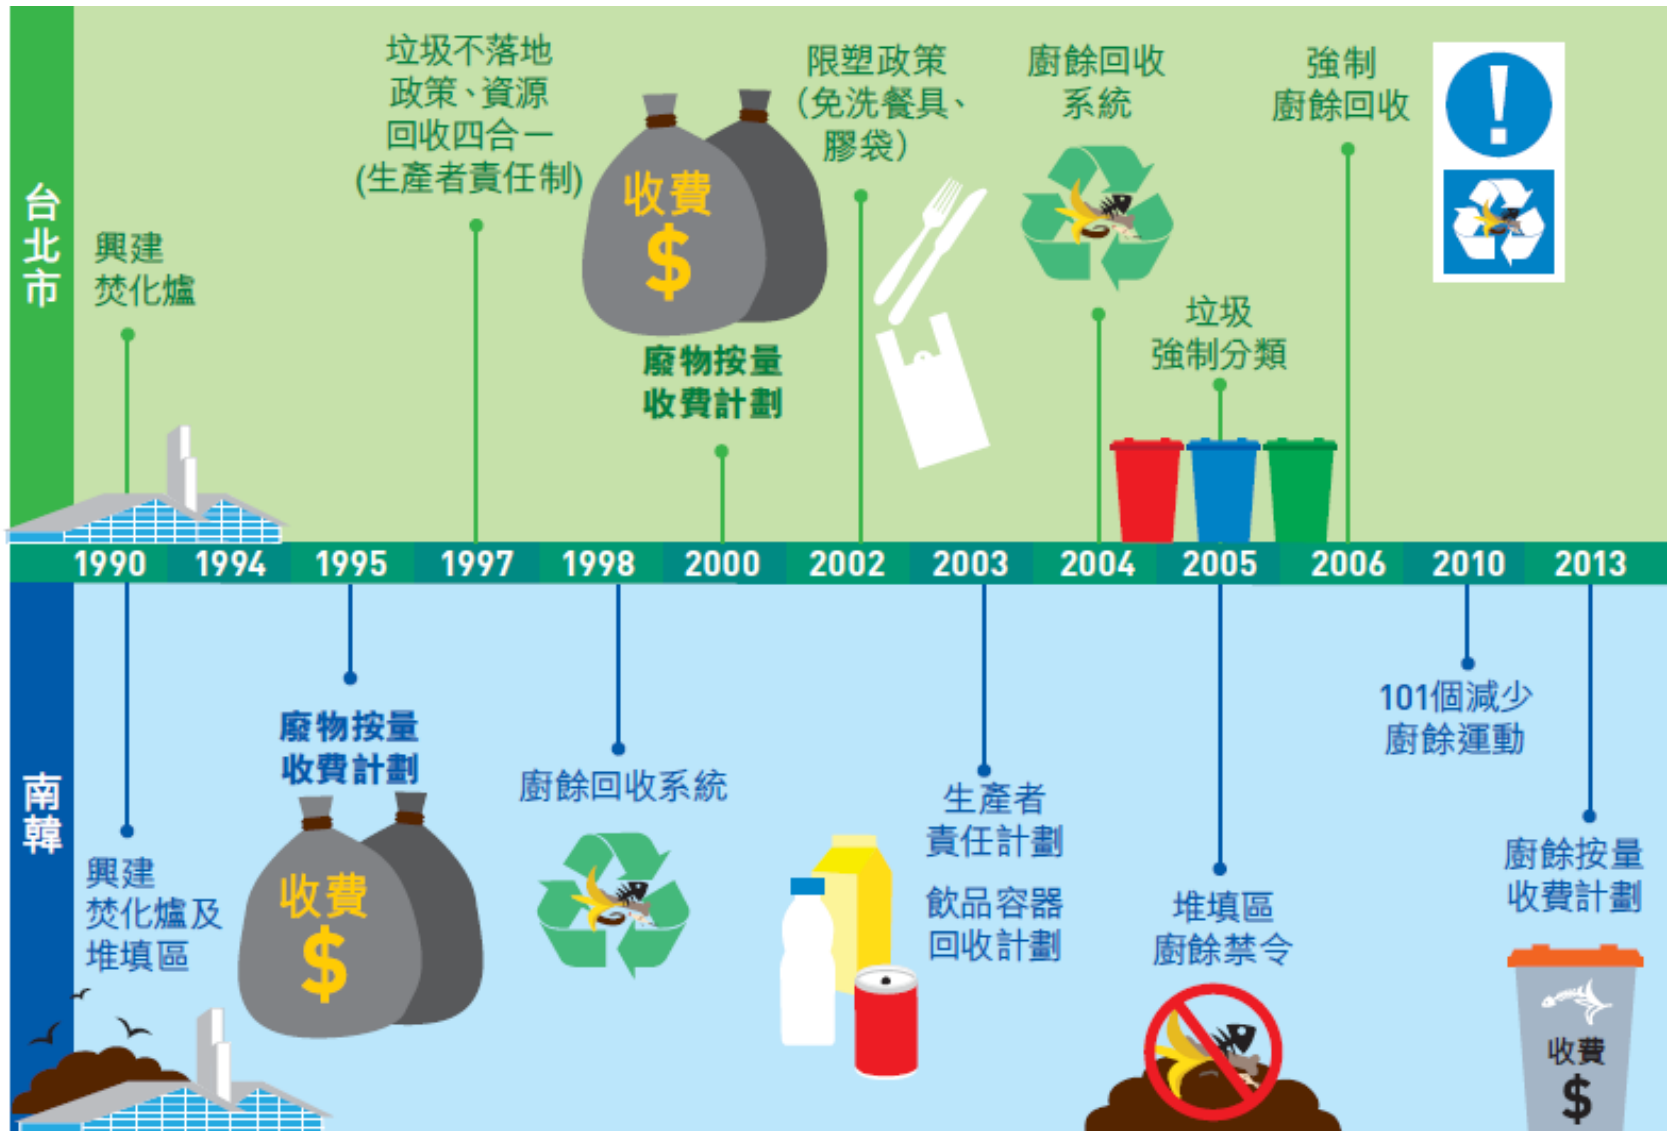 台北市
興建
焚化爐
垃圾不落地
政策、資源
回收四合一
(生產者責任制)
收費
$
廢物按量
收費計劃
限塑政策
（免洗餐具、
膠袋）
廚餘回收
系統
垃圾
強制分類
強制
廚餘回收
!
1990 1994 1995 1997 1998 2000 2002 2003 2004 2005 2006 2010 2013
南韓
興建
焚化爐及
堆填區
廢物按量
收費計劃
收費
$
廚餘回收系統
生產者
責任計劃
飲品容器
回收計劃
堆填區
廚餘禁令
101個減少
廚餘運動
廚餘按量
收費計劃
收費
$